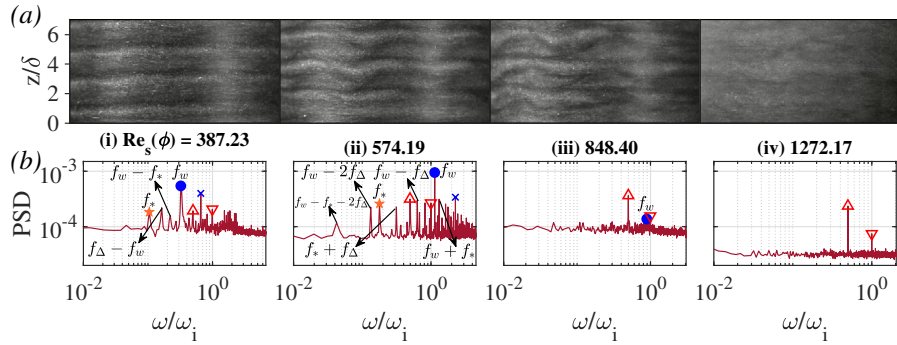 (a)
z/δ
6
4
2
0
(i) Re_s(ϕ) = 387.23
(ii) 574.19
(iii) 848.40
(iv) 1272.17
(b)
PSD
10^-3
10^-4
f_w − f_* f_w
f_*
f_Δ − f_w
f_w − 2f_Δ f_w − f_Δ f_w
f_*
f_w − f_* − 2f_Δ
f_* + f_Δ
f_w + f_*
f_w
10^-2 10^0
10^-2 10^0
10^-2 10^0
10^-2 10^0
ω/ω_i
ω/ω_i
ω/ω_i
ω/ω_i